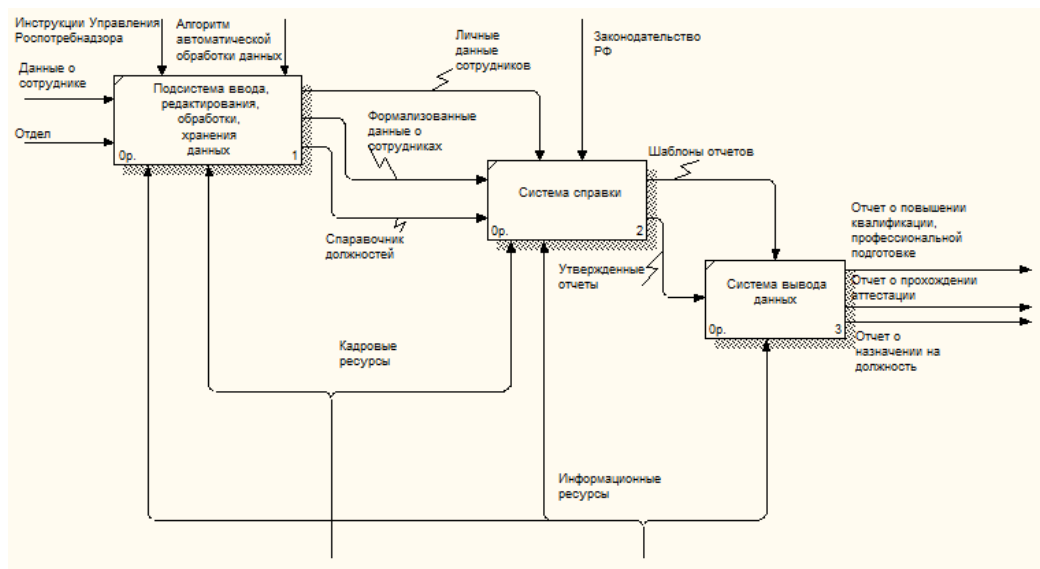 Инструкции Управления
Роспотребнадзора
Алгоритм
автоматической
обработки данных
Данные о
сотруднике
Отдел
Подсистема ввода,
редактирования,
обработки,
хранения
данных
0р.
1
Личные
данные
сотрудников
Законодательство
РФ
Формализованные
данные о
сотрудниках
Спаравочник
должностей
Система справки
0р.
2
Шаблоны отчетов
Утвержденные
отчеты
Система вывода
данных
0р.
3
Отчет о повышении
квалификации,
профессиональной
подготовке
Отчет о прохождении
аттестации
Отчет о
назначении на
должность
Кадровые
ресурсы
Информационные
ресурсы